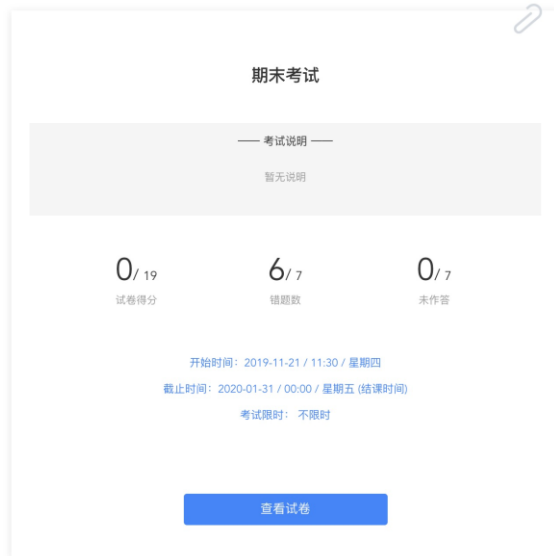 期末考试
—— 考试说明 ——
暂无说明
0/ 19 6/ 7 0/ 7
试卷得分 错题数 未作答
开始时间：2019-11-21 / 11:30 / 星期四
截止时间：2020-01-31 / 00:00 / 星期五 (结课时间)
考试限时： 不限时
查看试卷